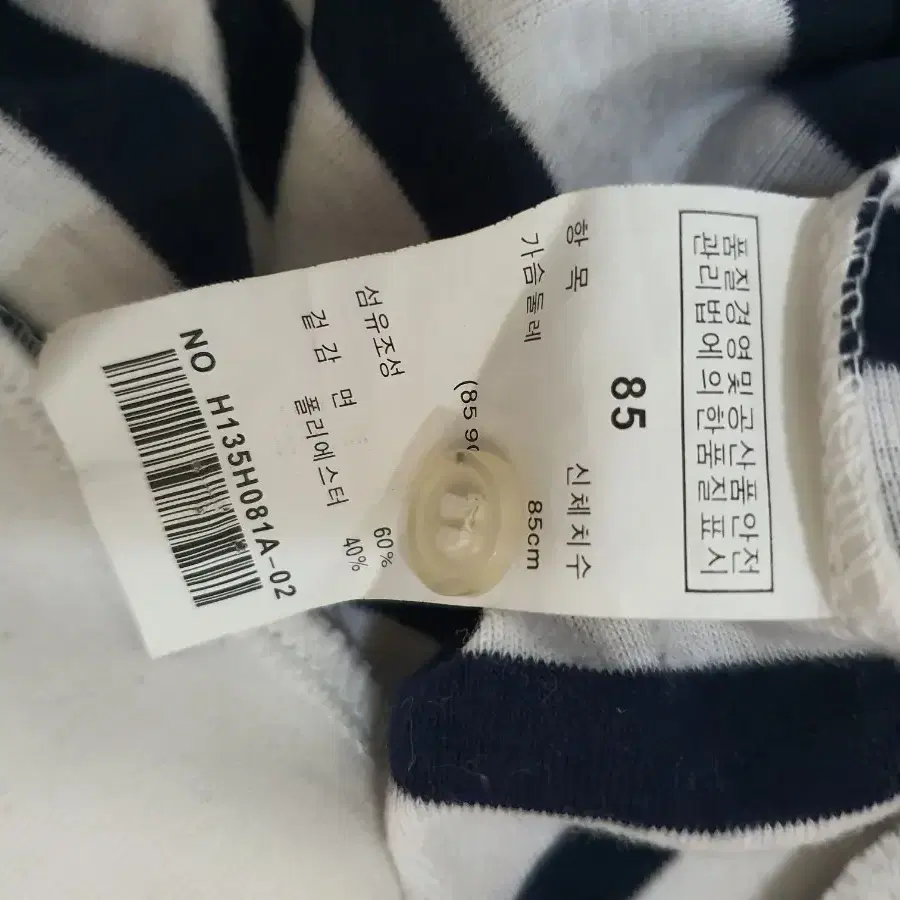 품질경영및공산품안전
관리법에의한품질표시
85
항목 신체치수
가슴둘레 85cm
(85 90
섬유조성
겉감 면 60%
폴리에스터 40%
NO H135H081A-02